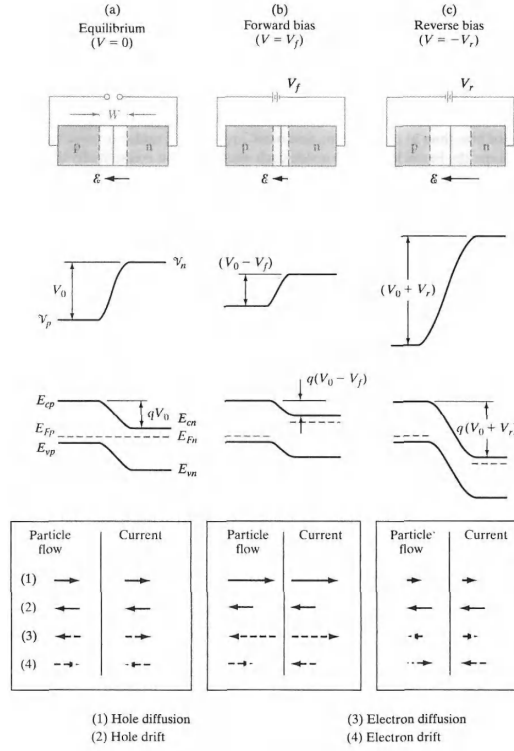 (a)
Equilibrium
(V = 0)
(b)
Forward bias
(V = V_f)
(c)
Reverse bias
(V = −V_r)
W
p
n
ℰ
V_f
p
n
ℰ
V_r
p
n
ℰ
V_0
𝒱_n
𝒱_p
(V_0 − V_f)
(V_0 + V_r)
E_cp
qV_0
E_cn
E_Fp
E_Fn
E_vp
E_vn
q(V_0 − V_f)
q(V_0 + V_r
Particle flow
Current
(1)
(2)
(3)
(4)
Particle flow
Current
Particle flow
Current
(1) Hole diffusion
(2) Hole drift
(3) Electron diffusion
(4) Electron drift